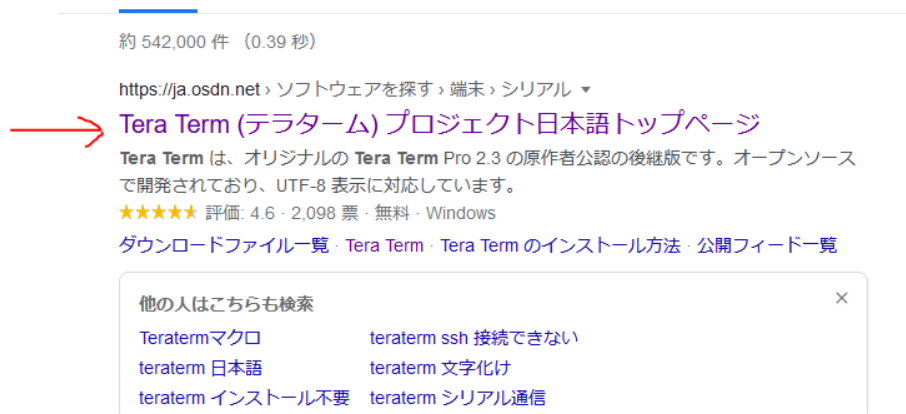 約 542,000 件 （0.39 秒）
https://ja.osdn.net › ソフトウェアを探す › 端末 › シリアル
Tera Term (テラターム) プロジェクト日本語トップページ
Tera Term は、オリジナルの Tera Term Pro 2.3 の原作者公認の後継版です。オープンソース
で開発されており、UTF-8 表示に対応しています。
評価: 4.6 · 2,098 票 · 無料 · Windows
ダウンロードファイル一覧 · Tera Term · Tera Term のインストール方法 · 公開フィード一覧
他の人はこちらも検索
Teratermマクロ teraterm ssh 接続できない
teraterm 日本語 teraterm 文字化け
teraterm インストール不要 teraterm シリアル通信